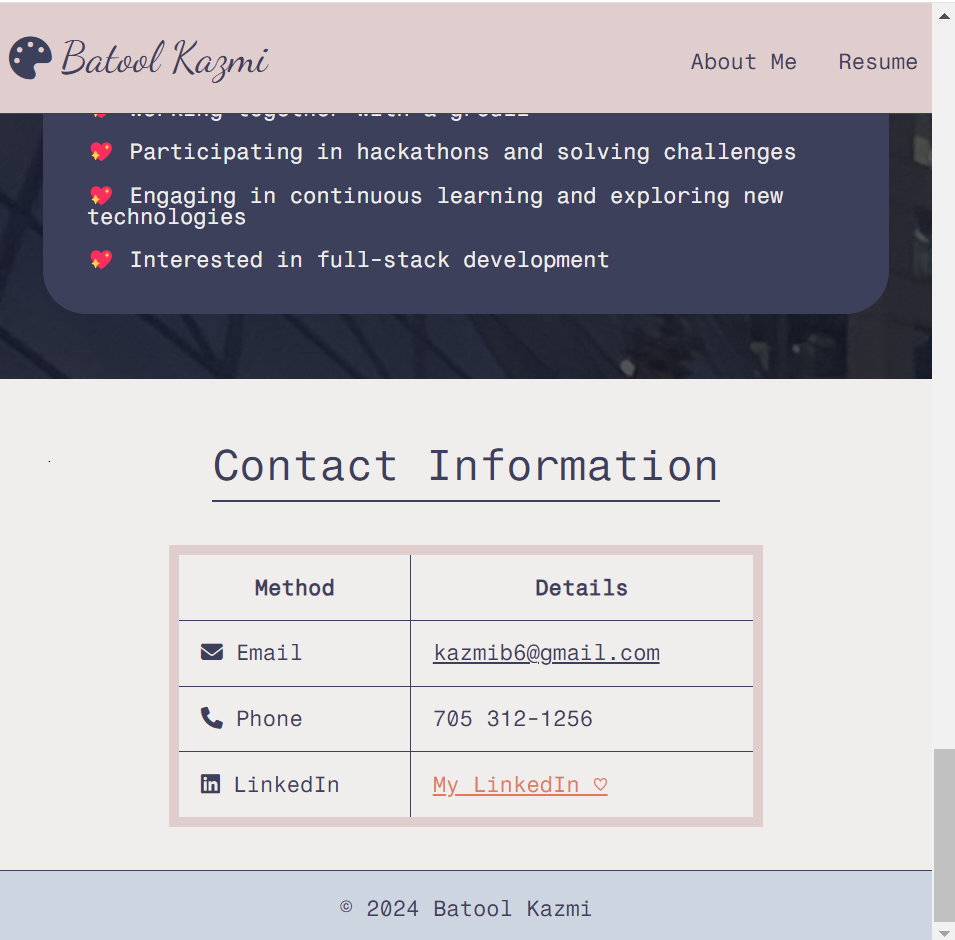 Batool Kazmi
About Me
Resume
Participating in hackathons and solving challenges
Engaging in continuous learning and exploring new
technologies
Interested in full-stack development
Contact Information
Method Details
Email kazmib6@gmail.com
Phone 705 312-1256
LinkedIn My LinkedIn ♡
© 2024 Batool Kazmi